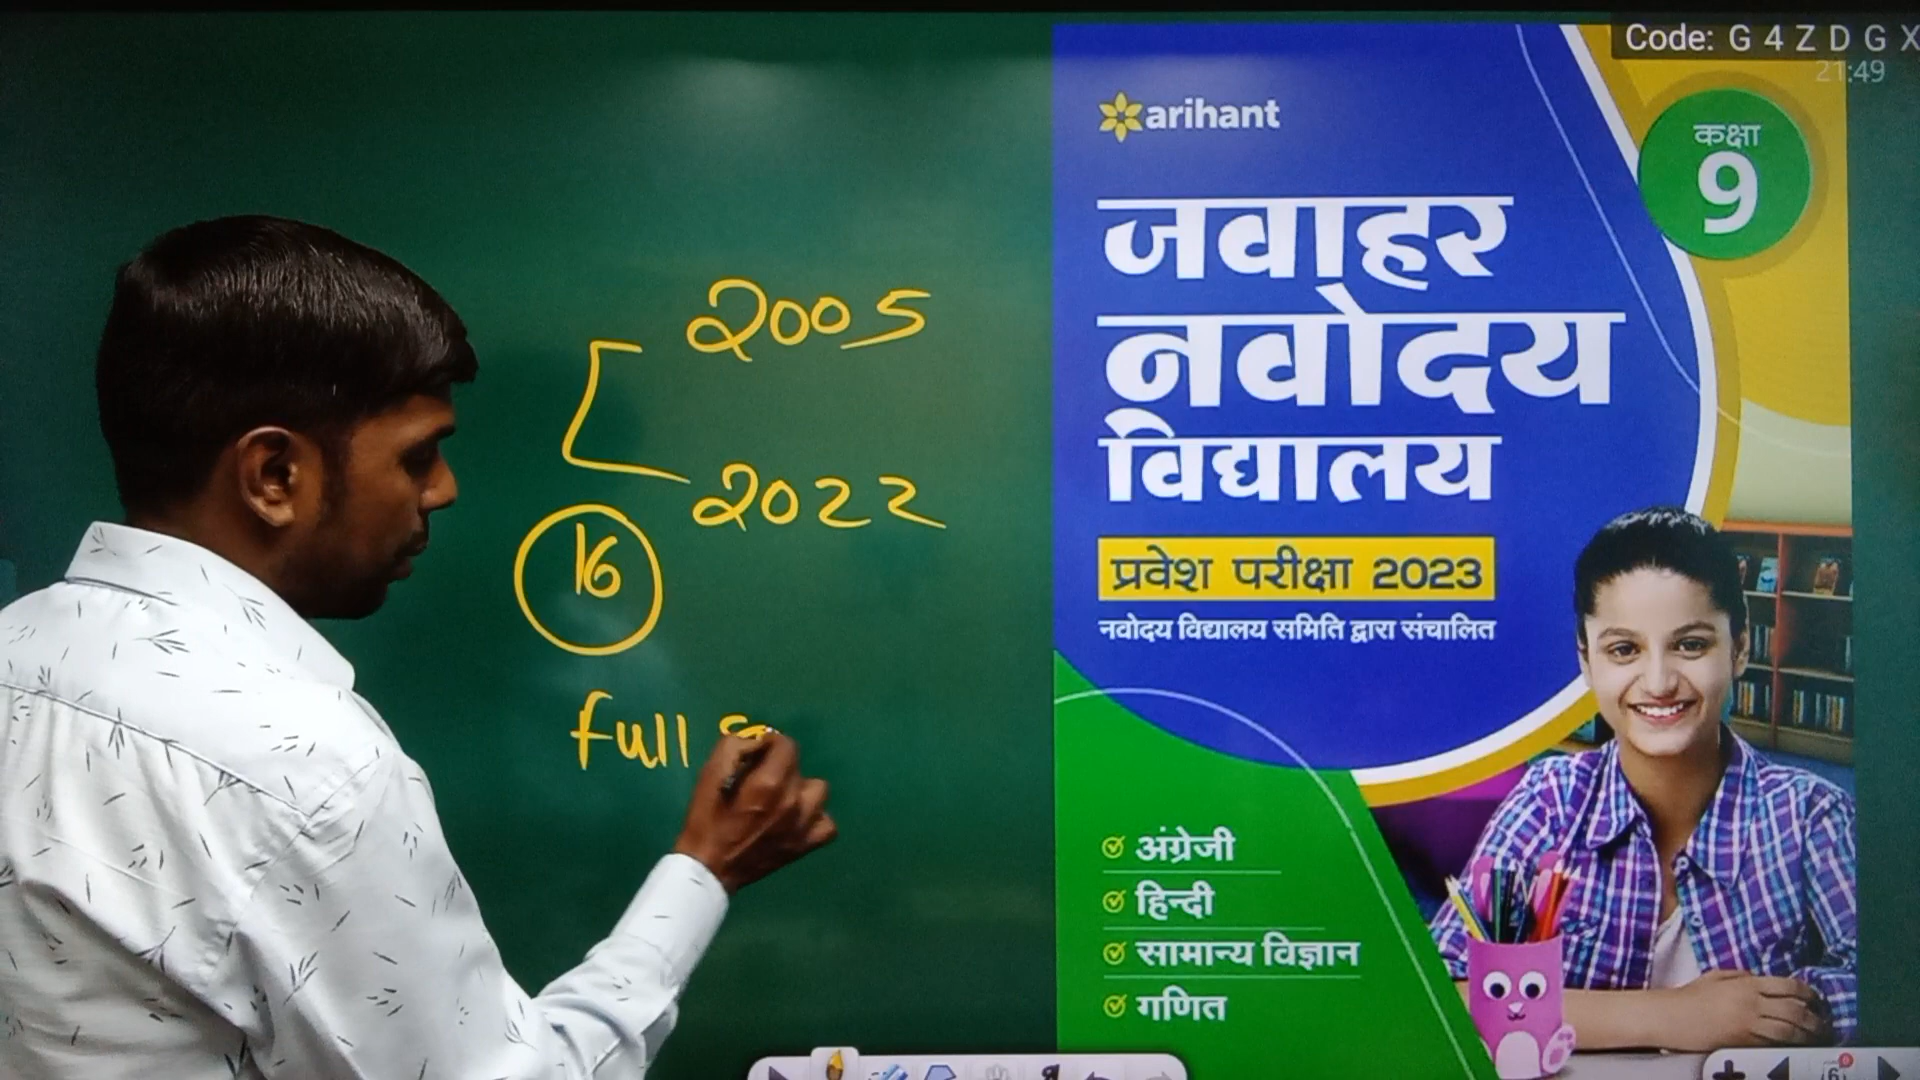 Code: G 4 Z D G X
21:49
arihant
कक्षा
9
जवाहर
नवोदय
विद्यालय
प्रवेश परीक्षा 2023
नवोदय विद्यालय समिति द्वारा संचालित
अंग्रेजी
हिन्दी
सामान्य विज्ञान
गणित
2005
2022
16
full